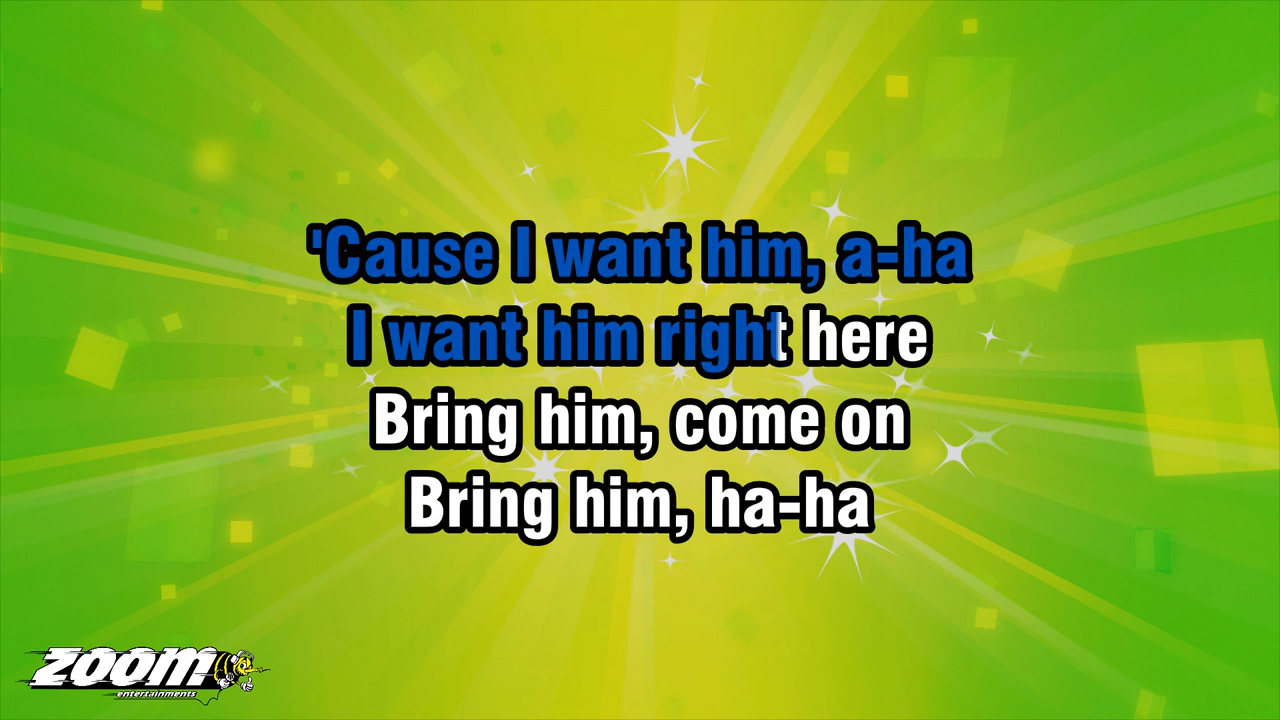 'Cause I want him, a-ha
I want him right here
Bring him, come on
Bring him, ha-ha
zoom
entertainments